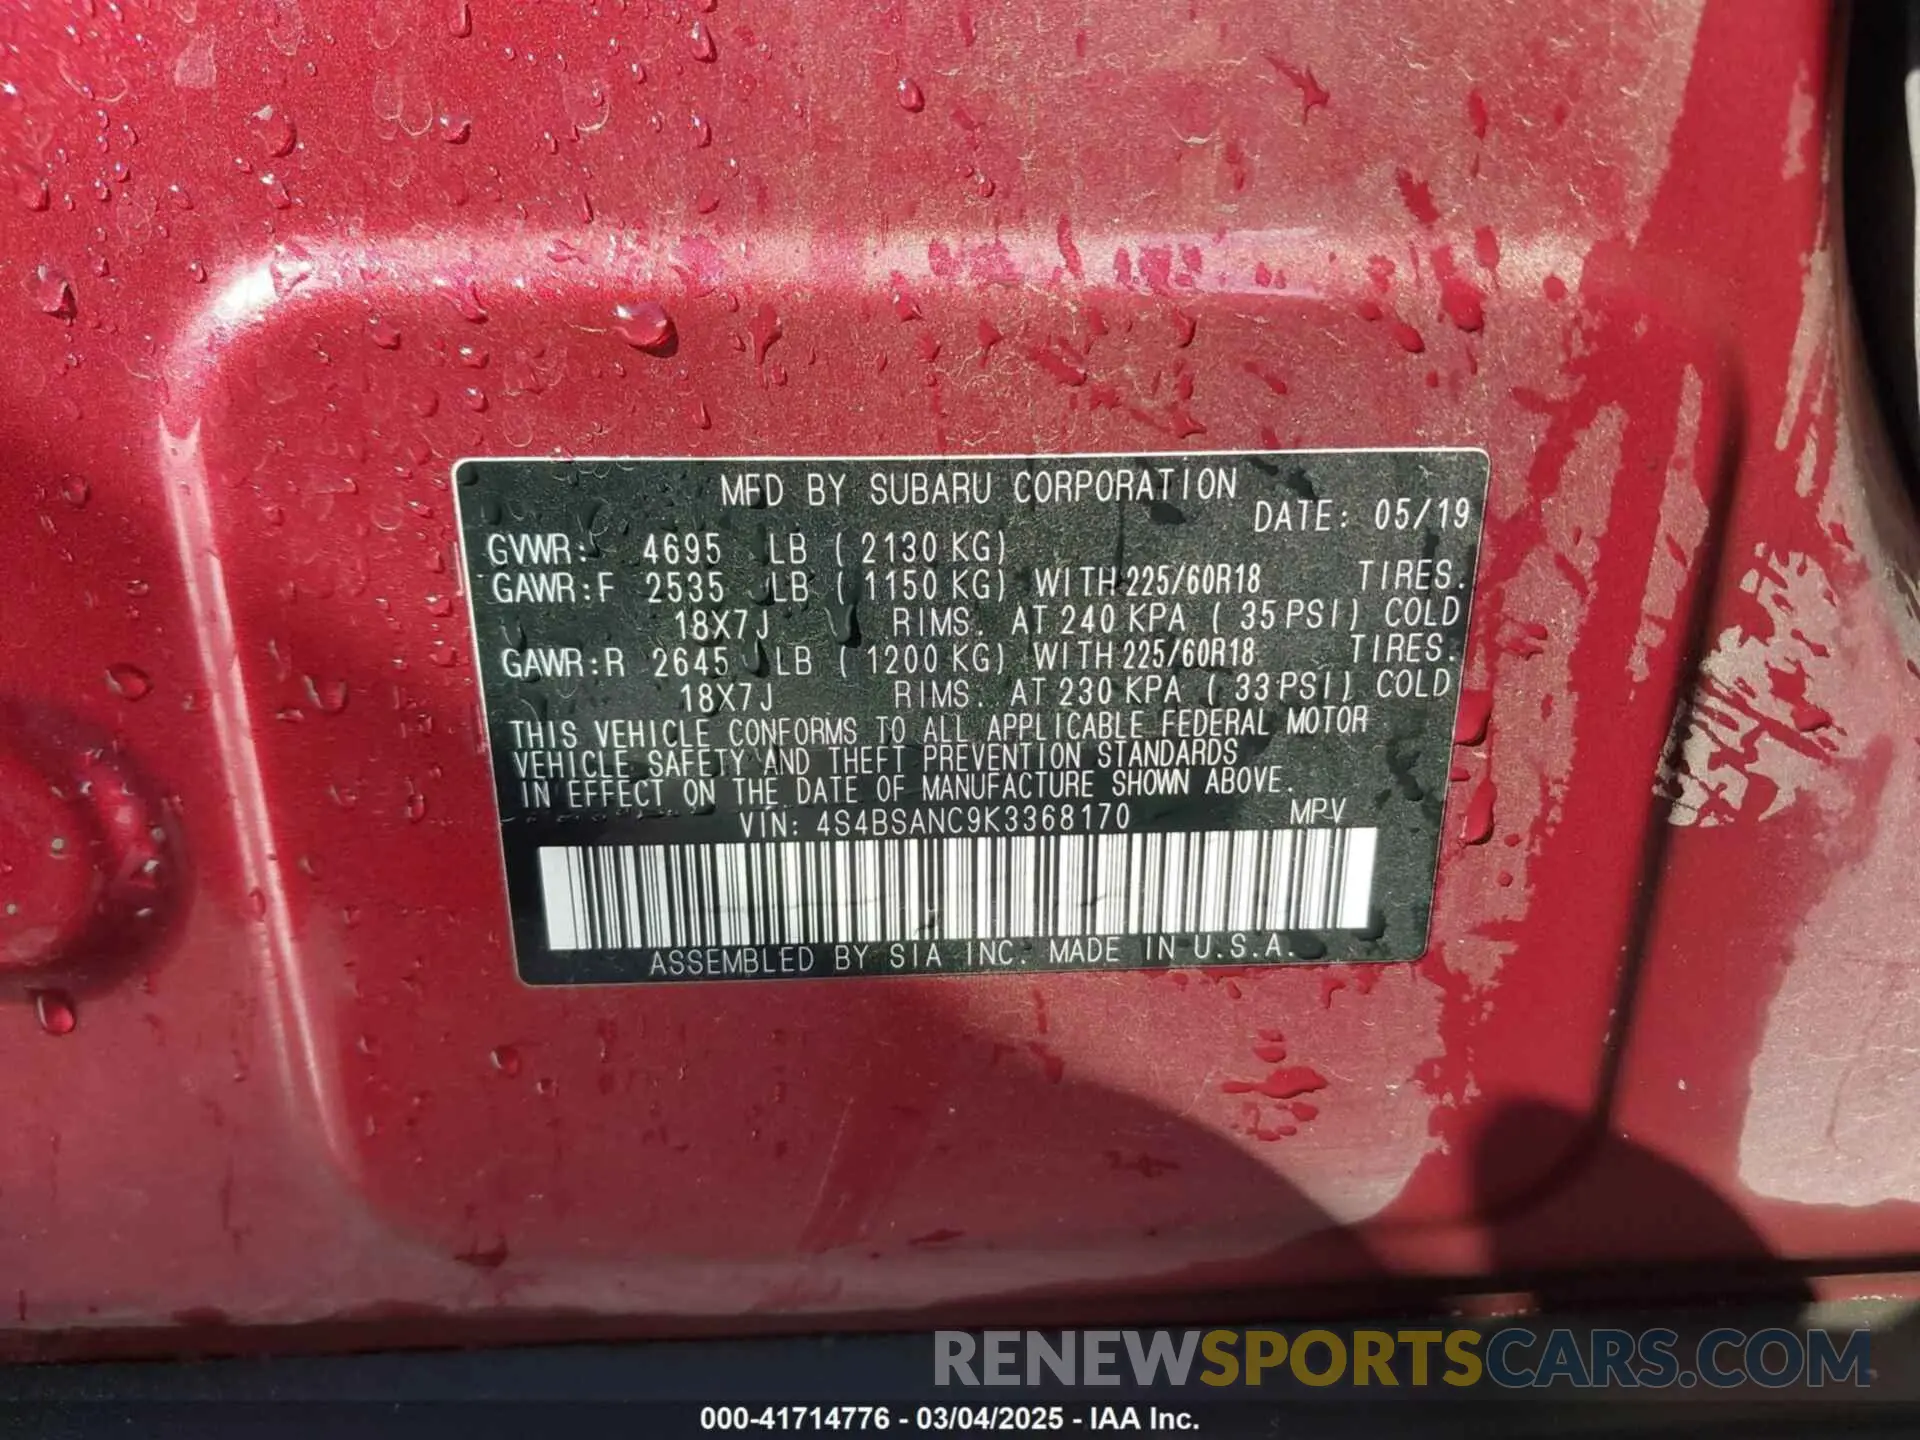 MFD BY SUBARU CORPORATION
DATE: 05/19
GVWR: 4695 LB ( 2130 KG)
GAWR:F 2535 LB ( 1150 KG) WITH 225/60R18 TIRES.
18X7J RIMS. AT 240 KPA ( 35 PSI) COLD
GAWR:R 2645 LB ( 1200 KG) WITH 225/60R18 TIRES.
18X7J RIMS. AT 230 KPA ( 33 PSI) COLD
THIS VEHICLE CONFORMS TO ALL APPLICABLE FEDERAL MOTOR
VEHICLE SAFETY AND THEFT PREVENTION STANDARDS
IN EFFECT ON THE DATE OF MANUFACTURE SHOWN ABOVE.
VIN: 4S4BSANC9K3368170 MPV
ASSEMBLED BY SIA INC. MADE IN U.S.A.
RENEWSPORTSCARS.COM
000-41714776 - 03/04/2025 - IAA Inc.